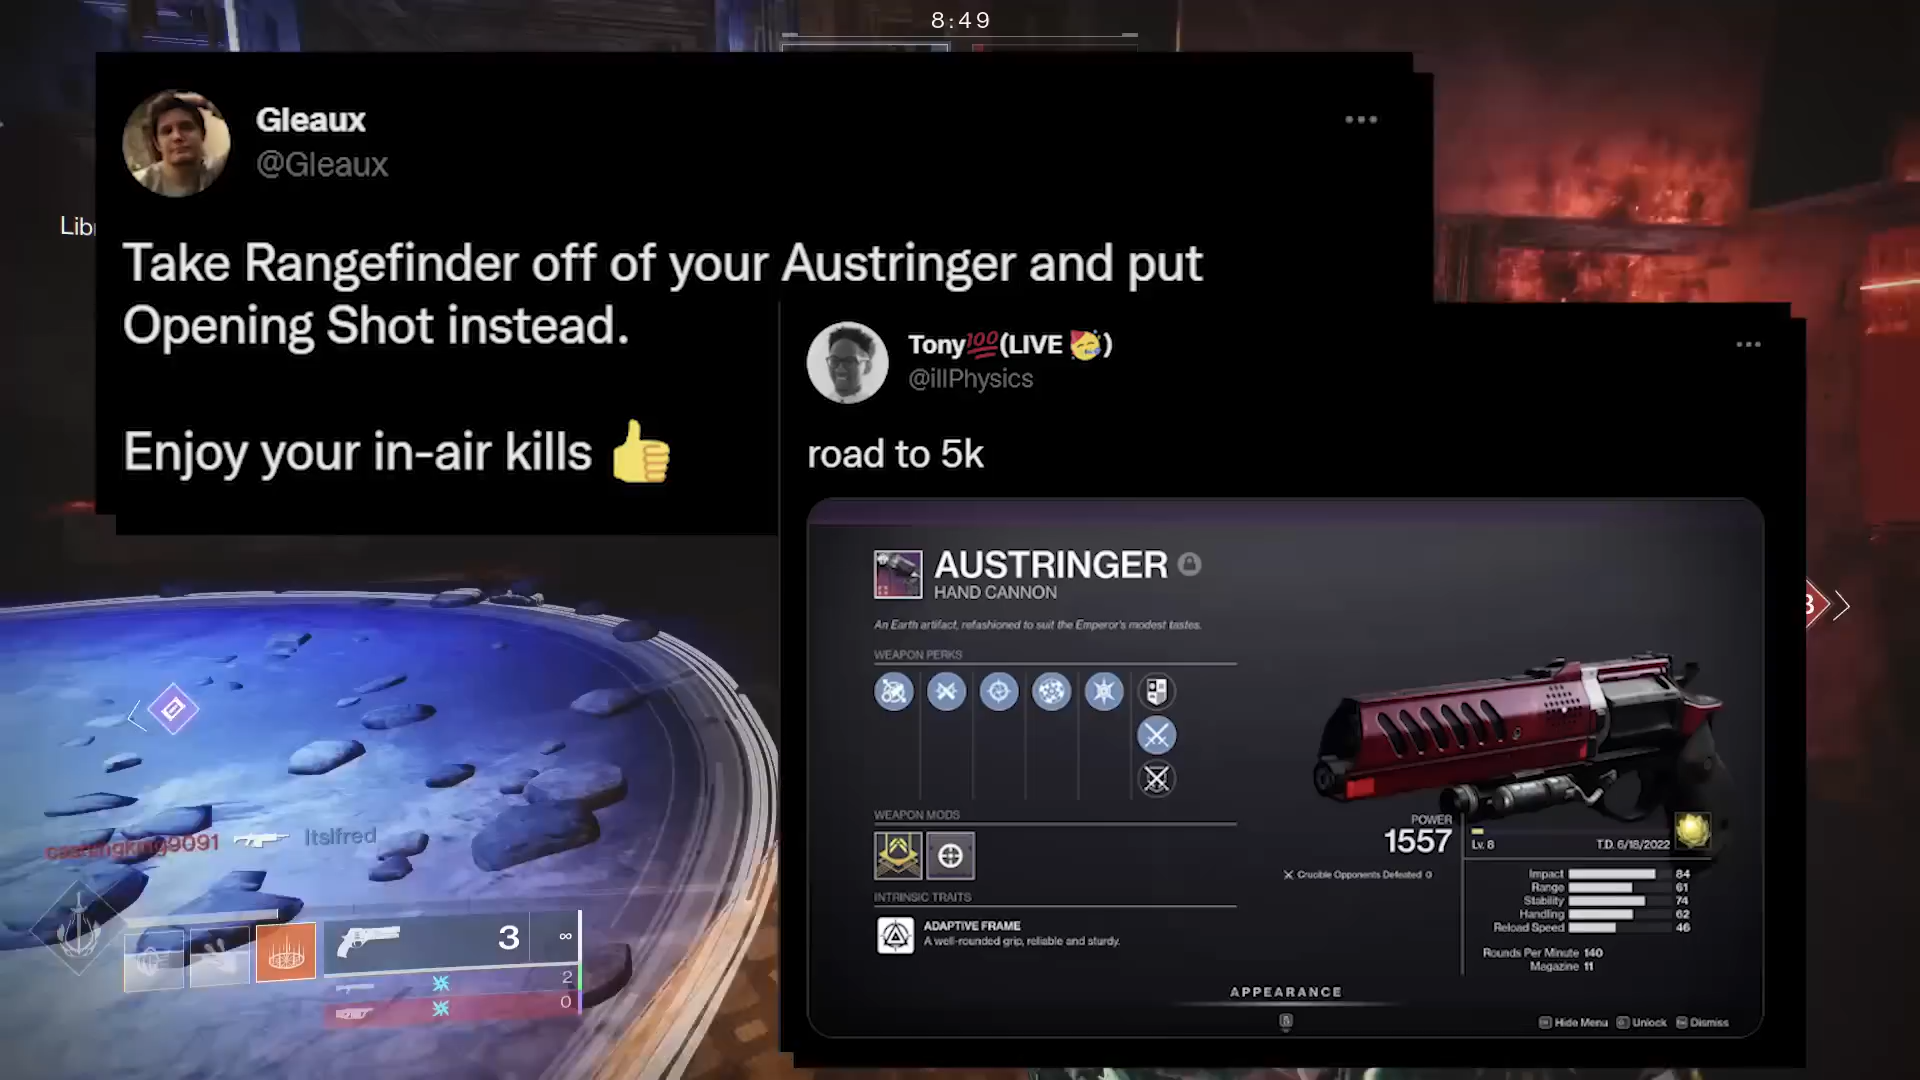 8:49
Gleaux
@Gleaux
Libr
Take Rangefinder off of your Austringer and put
Opening Shot instead.
Enjoy your in-air kills 👍
Tony💯(LIVE 🥳)
@illPhysics
road to 5k
AUSTRINGER
HAND CANNON
An Earth artifact, refashioned to suit the Emperor's modest tastes.
WEAPON PERKS
WEAPON MODS
INTRINSIC TRAITS
ADAPTIVE FRAME
A well-rounded grip, reliable and sturdy.
POWER
1557
Lv. 8
T.D. 6/18/2022
Crucible Opponents Defeated 0
Impact 84
Range 61
Stability 74
Handling 62
Reload Speed 46
Rounds Per Minute 140
Magazine 11
APPEARANCE
Hide Menu
Unlock
Dismiss
B
ItsIfred
3 ∞
2
0